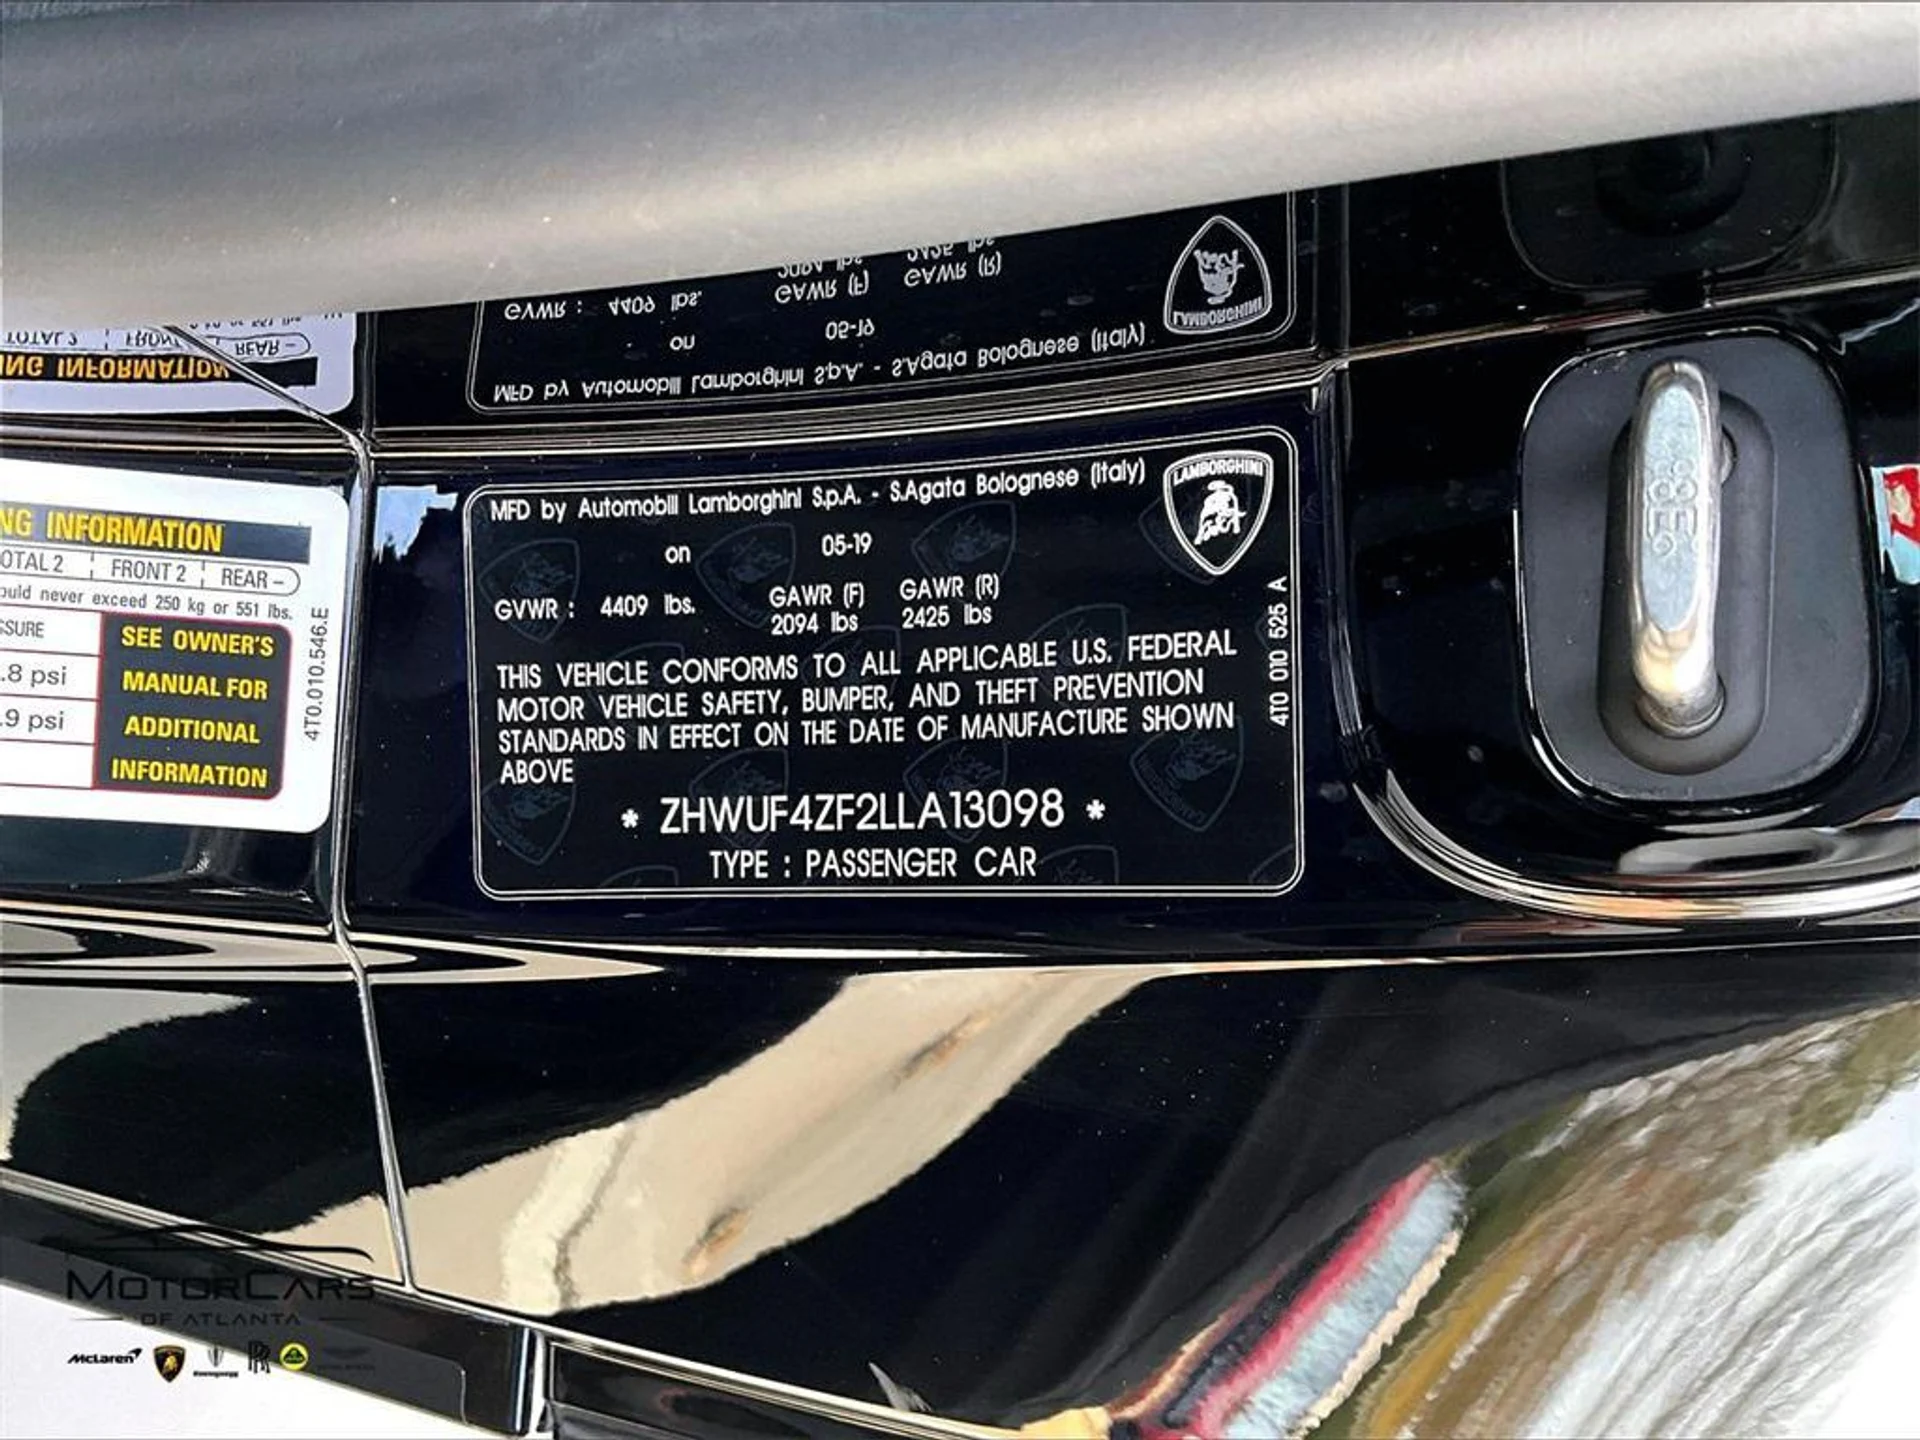 NG INFORMATION
OTAL 2 FRONT 2 REAR -
ould never exceed 250 kg or 551 lbs.
SSURE
.8 psi
.9 psi
SEE OWNER'S
MANUAL FOR
ADDITIONAL
INFORMATION
4T0.010.546.E
MFD by Automobili Lamborghini S.p.A. - S.Agata Bolognese (Italy)
LAMBORGHINI
on 05-19
GVWR : 4409 lbs. GAWR (F) GAWR (R)
2094 lbs 2425 lbs
THIS VEHICLE CONFORMS TO ALL APPLICABLE U.S. FEDERAL
MOTOR VEHICLE SAFETY, BUMPER, AND THEFT PREVENTION
STANDARDS IN EFFECT ON THE DATE OF MANUFACTURE SHOWN
ABOVE
* ZHWUF4ZF2LLA13098 *
TYPE : PASSENGER CAR
4T0 010 525 A
MOTORCARS
OF ATLANTA
McLaren